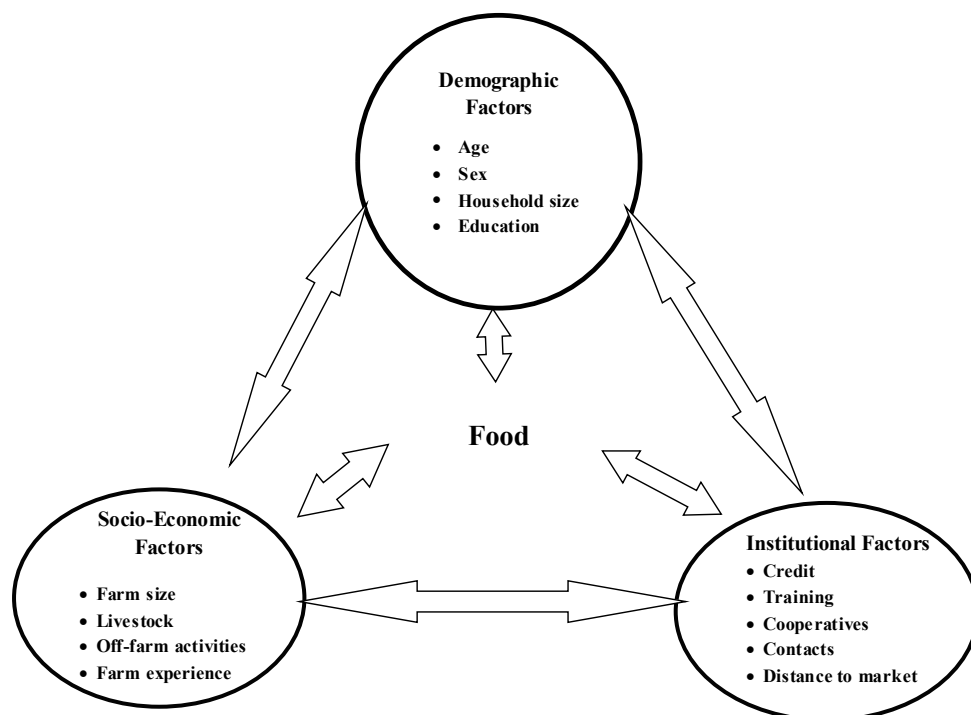 Demographic
Factors
• Age
• Sex
• Household size
• Education
Food
Socio-Economic
Factors
• Farm size
• Livestock
• Off-farm activities
• Farm experience
Institutional Factors
• Credit
• Training
• Cooperatives
• Contacts
• Distance to market